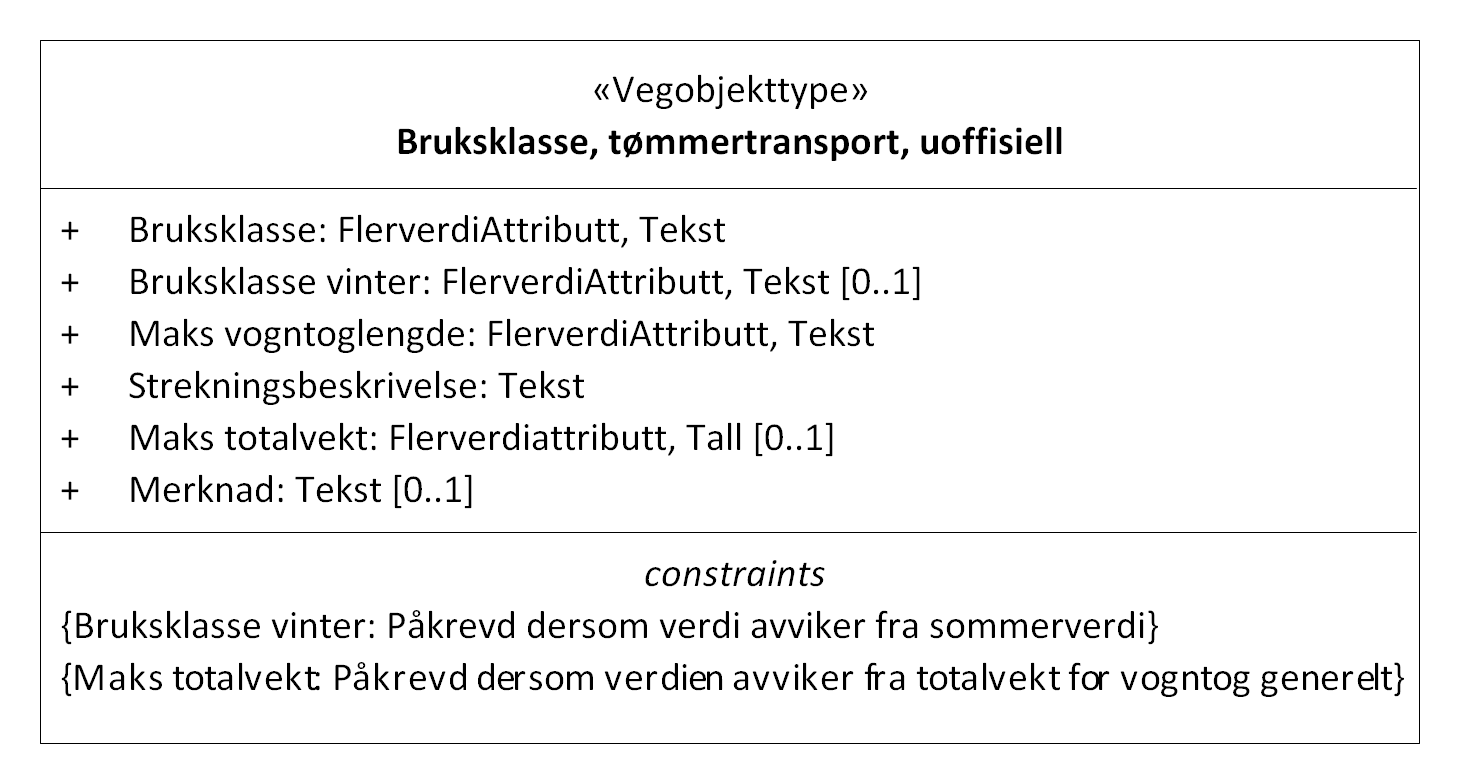 «Vegobjekttype»
Bruksklasse, tømmertransport, uoffisiell
+ Bruksklasse: FlerverdiAttributt, Tekst
+ Bruksklasse vinter: FlerverdiAttributt, Tekst [0..1]
+ Maks vogntoglengde: FlerverdiAttributt, Tekst
+ Strekningsbeskrivelse: Tekst
+ Maks totalvekt: Flerverdiattributt, Tall [0..1]
+ Merknad: Tekst [0..1]
constraints
{Bruksklasse vinter: Påkrevd dersom verdi avviker fra sommerverdi}
{Maks totalvekt: Påkrevd dersom verdien avviker fra totalvekt for vogntog generelt}